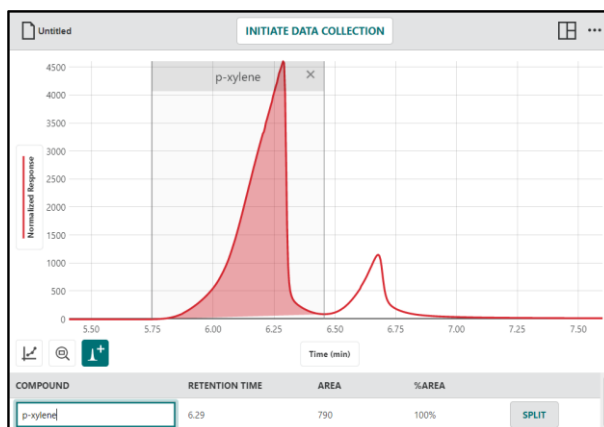 Untitled
INITIATE DATA COLLECTION
p-xylene
Normalized Response
4500
4000
3500
3000
2500
2000
1500
1000
500
0
5.50 5.75 6.00 6.25 6.50 6.75 7.00 7.25 7.50
Time (min)
COMPOUND RETENTION TIME AREA %AREA
p-xylene 6.29 790 100% SPLIT